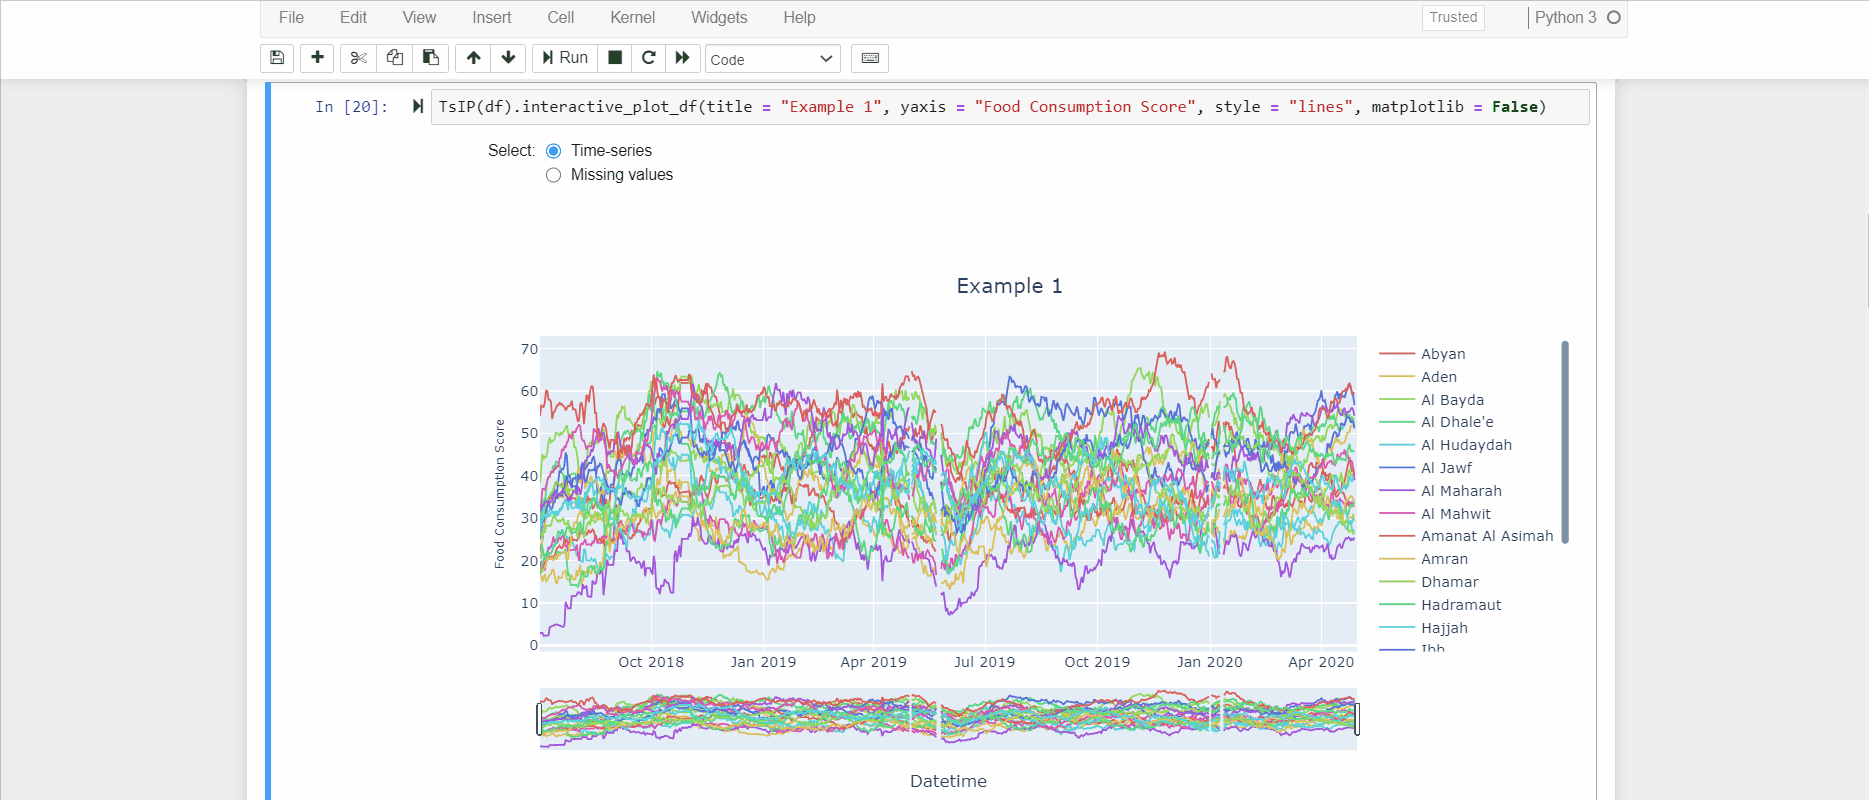 File Edit View Insert Cell Kernel Widgets Help Trusted Python 3
Run Code
In [20]: TsIP(df).interactive_plot_df(title = "Example 1", yaxis = "Food Consumption Score", style = "lines", matplotlib = False)
Select: Time-series
Missing values
Example 1
Food Consumption Score
70
60
50
40
30
20
10
0
Oct 2018 Jan 2019 Apr 2019 Jul 2019 Oct 2019 Jan 2020 Apr 2020
Abyan
Aden
Al Bayda
Al Dhale'e
Al Hudaydah
Al Jawf
Al Maharah
Al Mahwit
Amanat Al Asimah
Amran
Dhamar
Hadramaut
Hajjah
Ibb
Datetime